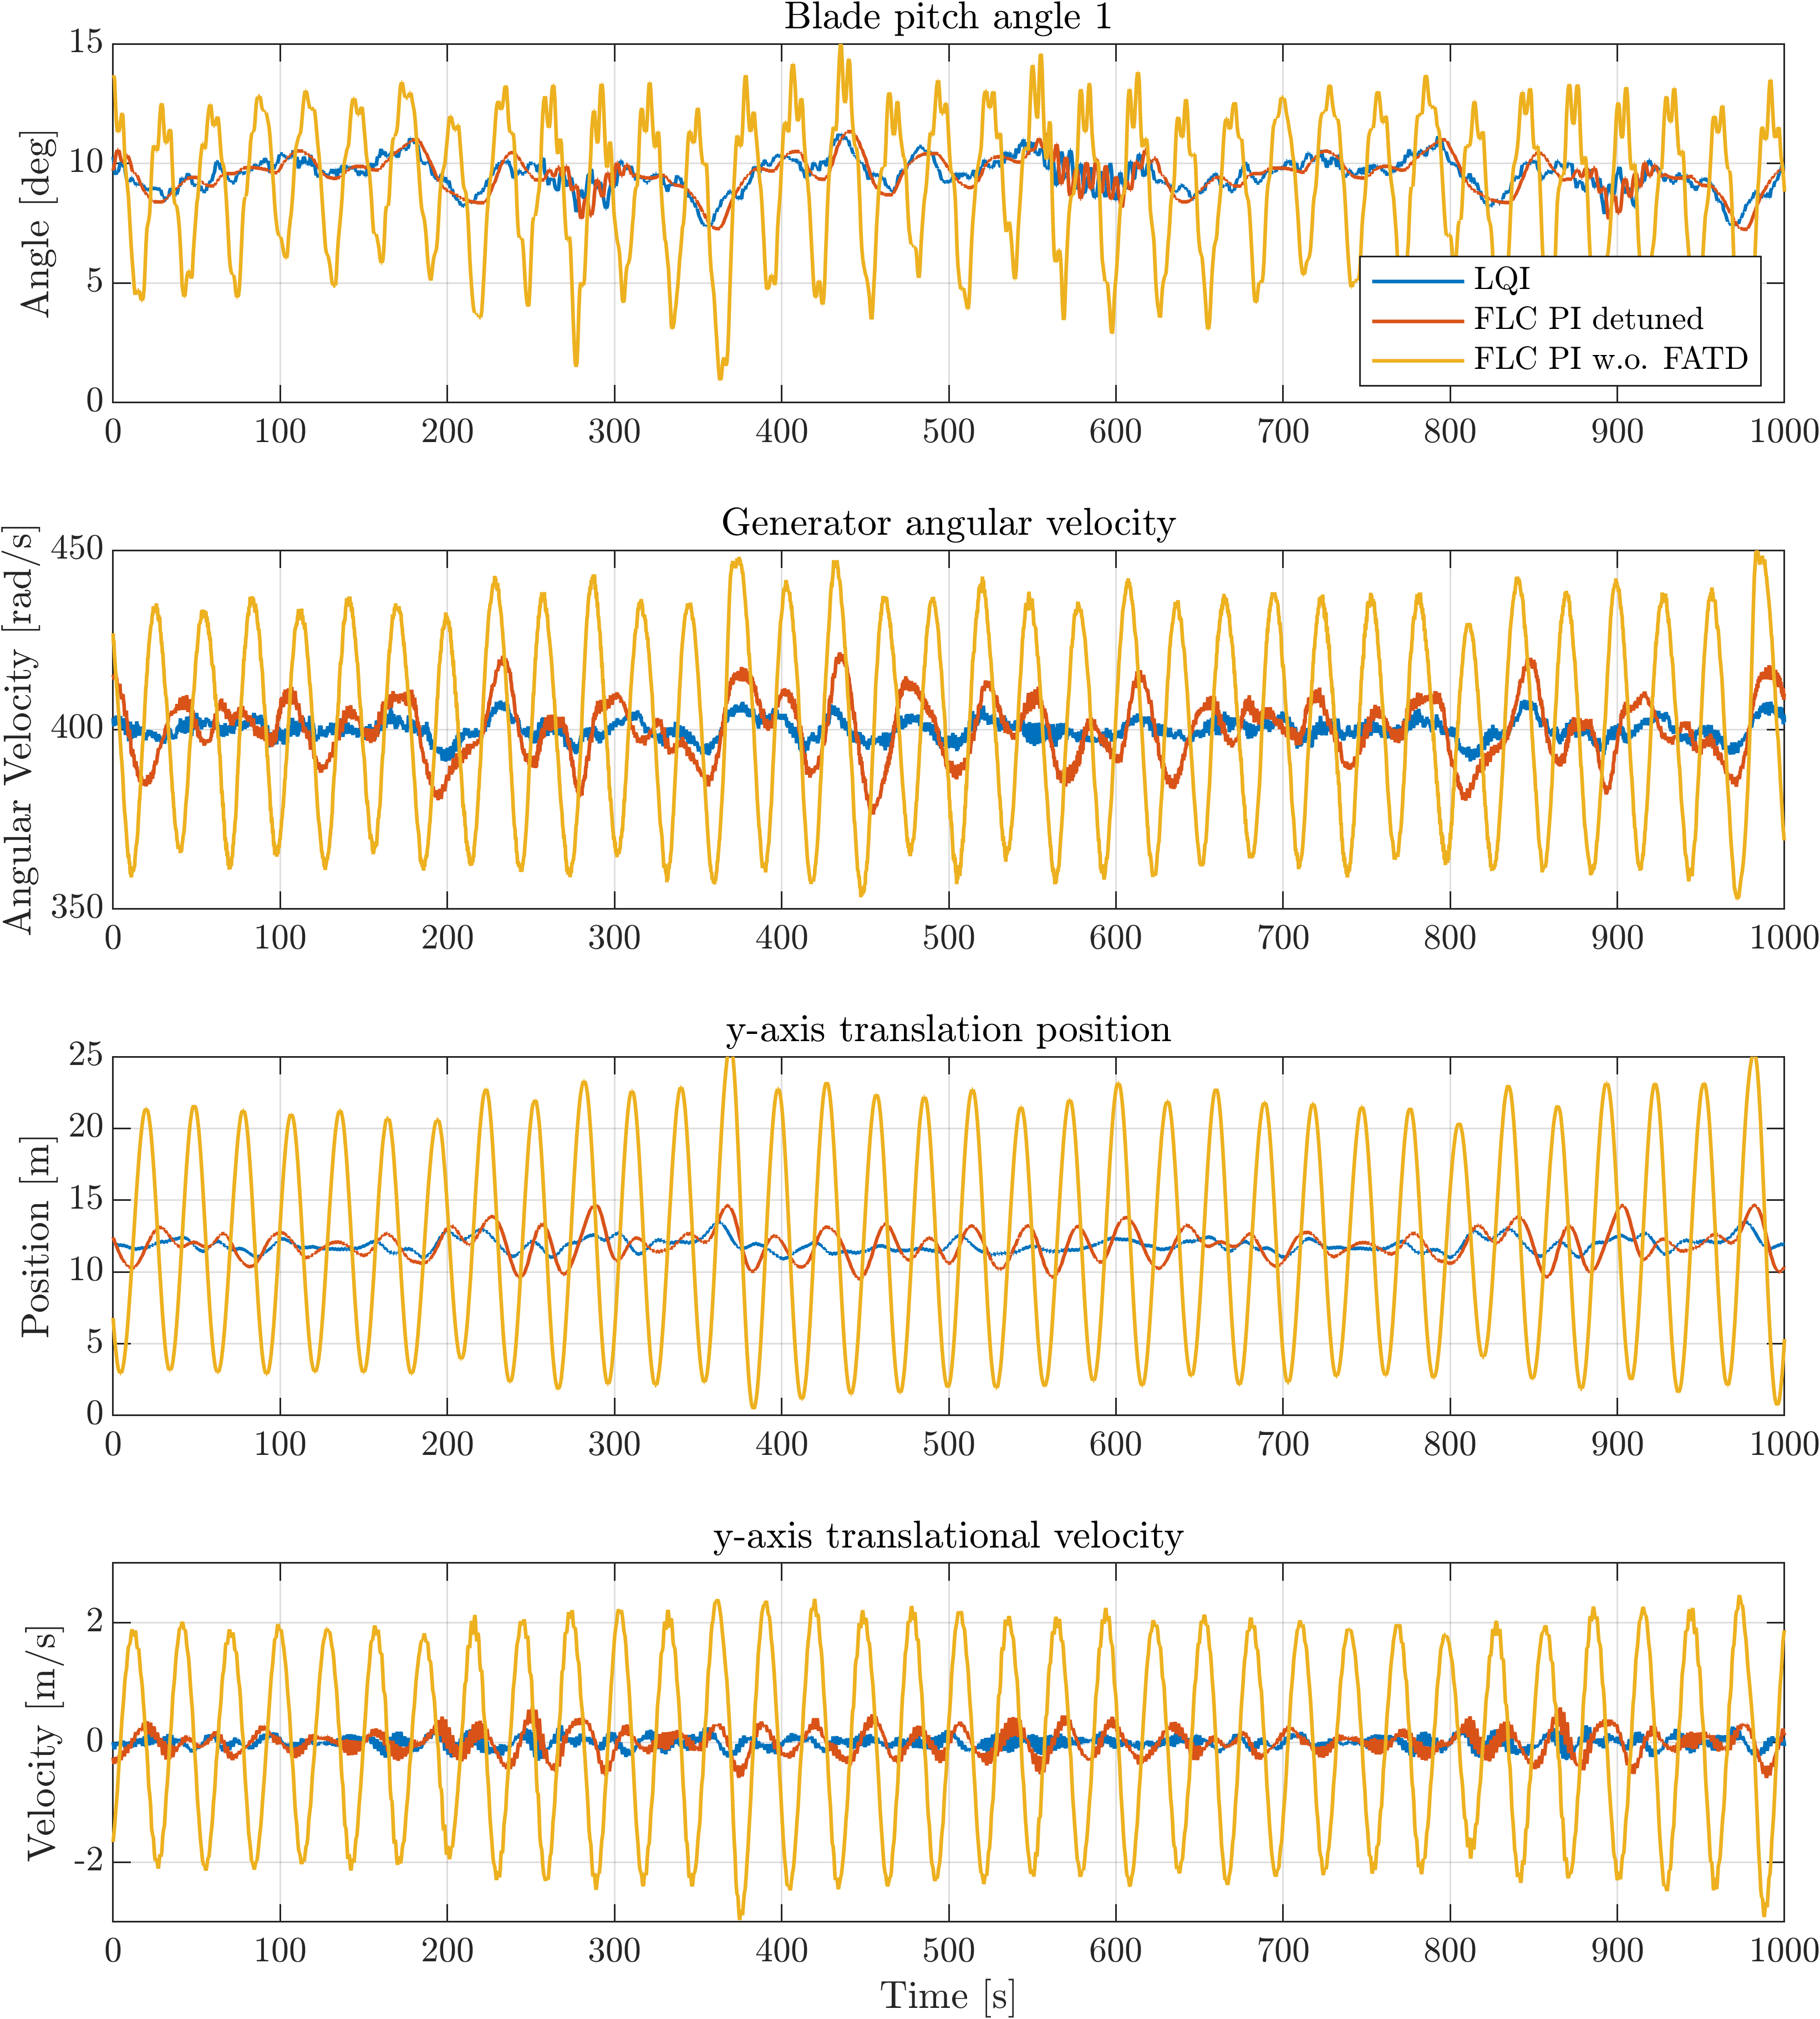 Blade pitch angle 1
Angle [deg]
15
10
5
0
0 100 200 300 400 500 600 700 800 900 1000
LQI
FLC PI detuned
FLC PI w.o. FATD
Generator angular velocity
Angular Velocity [rad/s]
450
400
350
0 100 200 300 400 500 600 700 800 900 1000
y-axis translation position
Position [m]
25
20
15
10
5
0
0 100 200 300 400 500 600 700 800 900 1000
y-axis translational velocity
Velocity [m/s]
2
0
-2
0 100 200 300 400 500 600 700 800 900 1000
Time [s]